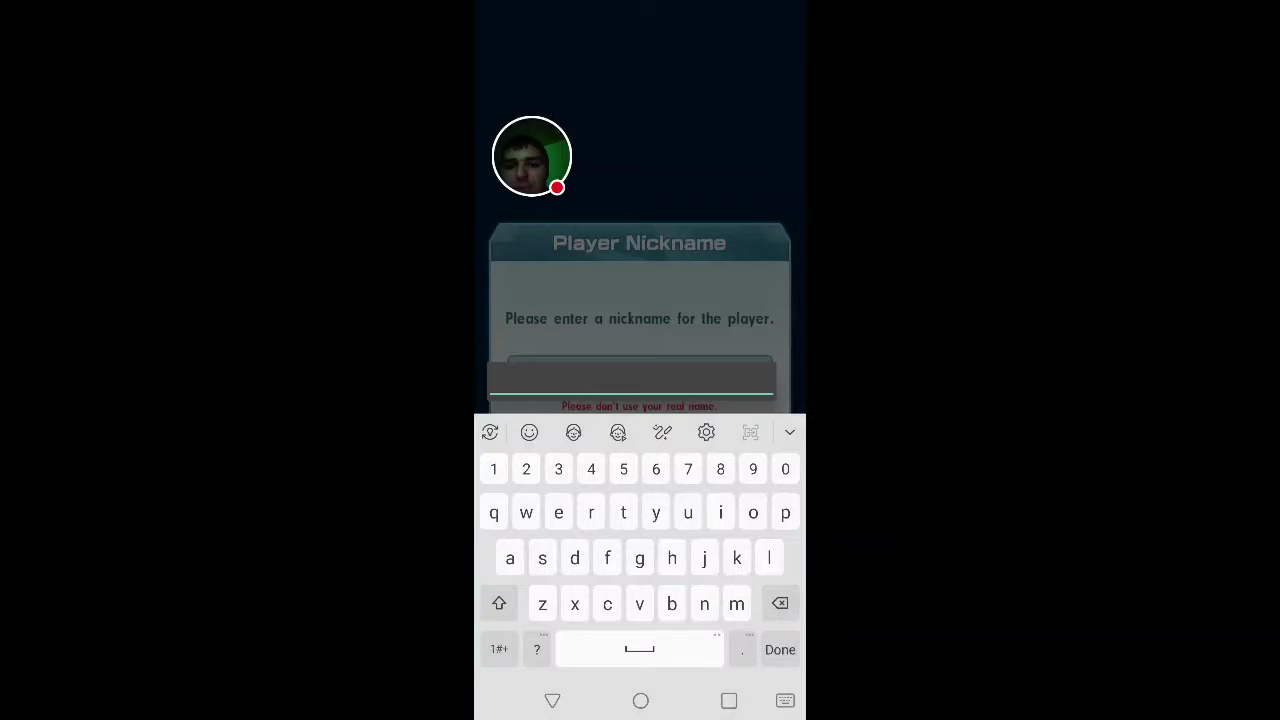 Player Nickname
Please enter a nickname for the player.
Please don't use your real name.
1 2 3 4 5 6 7 8 9 0
q w e r t y u i o p
a s d f g h j k l
z x c v b n m
1#+ ? . Done